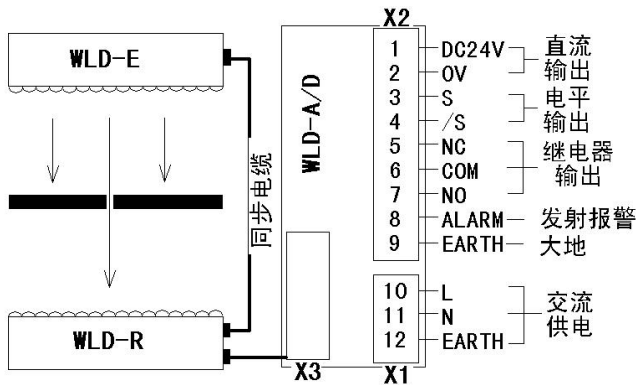 WLD-E
WLD-R
同步电缆
WLD-A/D
X2
1 DC24V
2 0V
直流
输出
3 S
4 /S
电平
输出
5 NC
6 COM
7 NO
继电器
输出
8 ALARM 发射报警
9 EARTH 大地
10 L
11 N
12 EARTH
交流
供电
X3
X1